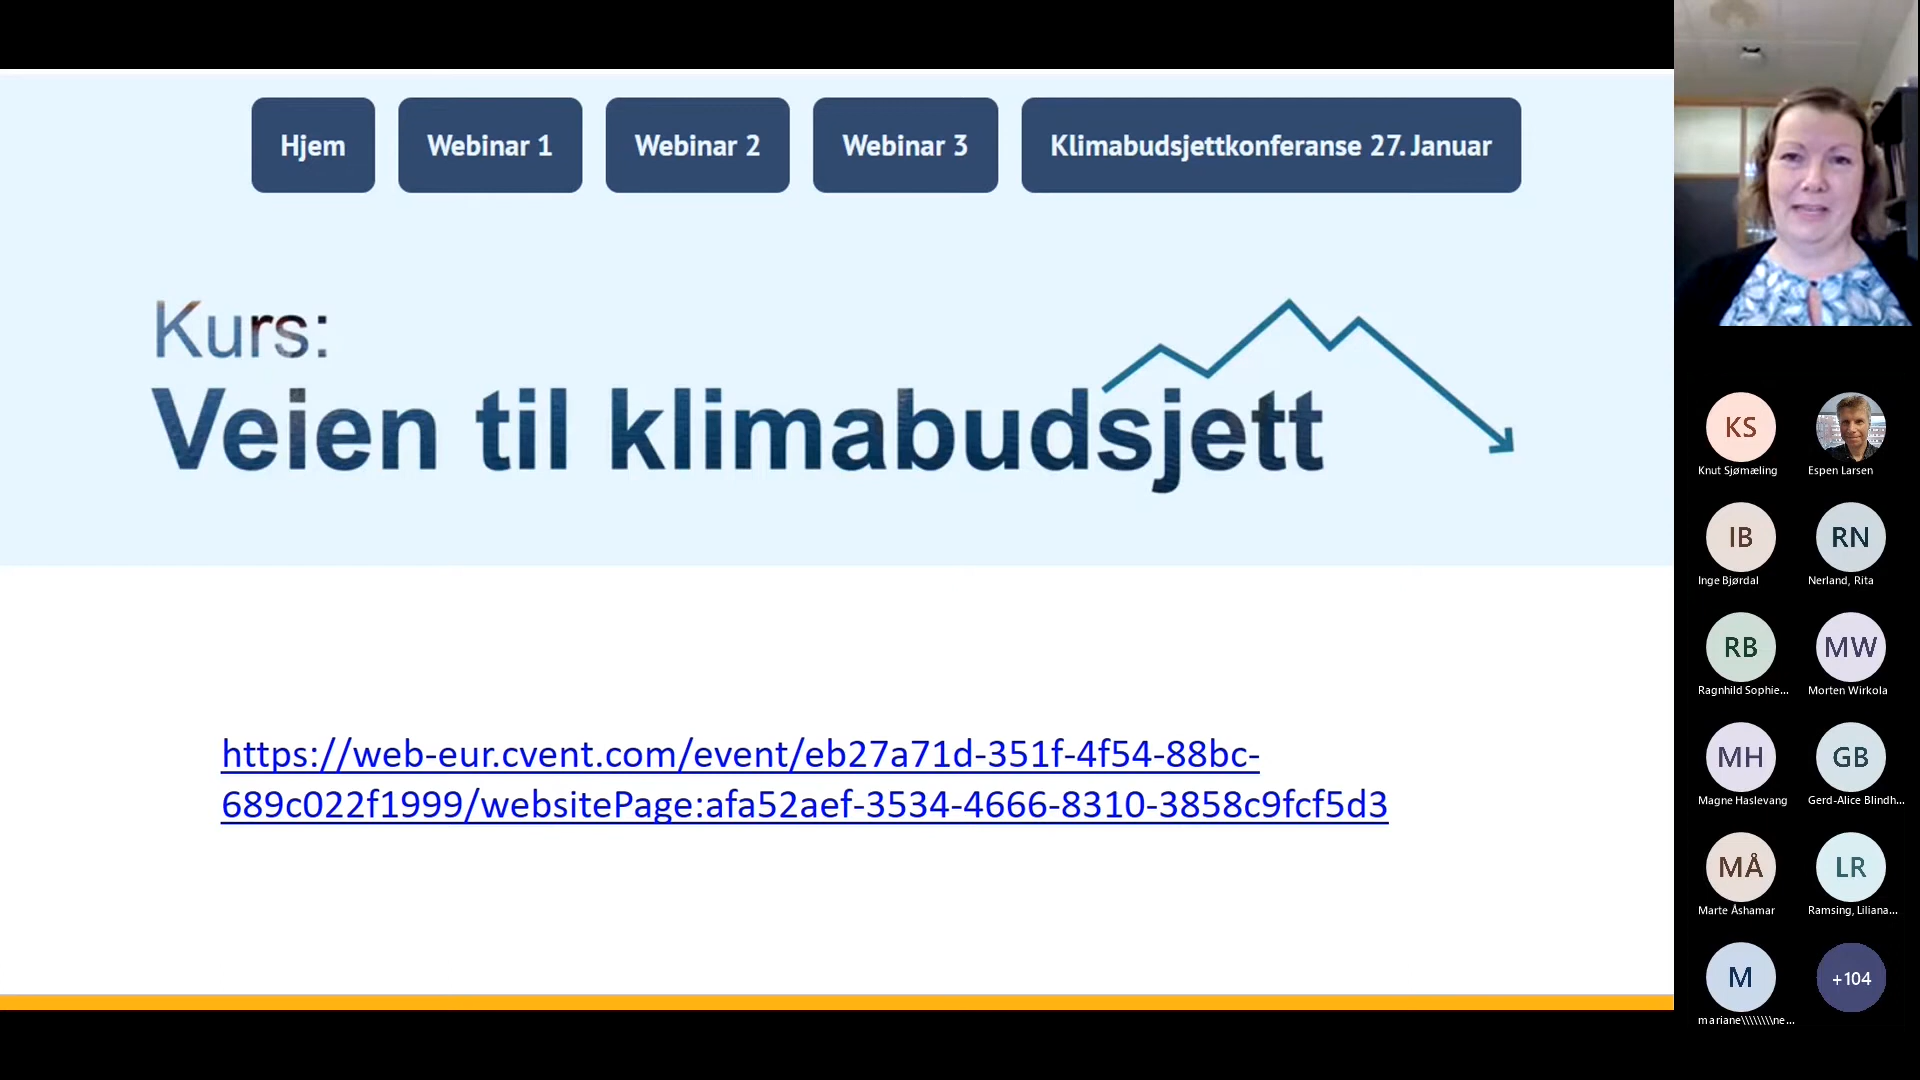 Hjem
Webinar 1
Webinar 2
Webinar 3
Klimabudsjettkonferanse 27. Januar
Kurs:
Veien til klimabudsjett
https://web-eur.cvent.com/event/eb27a71d-351f-4f54-88bc-
689c022f1999/websitePage:afa52aef-3534-4666-8310-3858c9fcf5d3
KS
Knut Sjømæling
Espen Larsen
IB
RN
Inge Bjørdal
Nerland, Rita
RB
MW
Ragnhild Sophie...
Morten Wirkola
MH
GB
Magne Haslevang
Gerd-Alice Blindh...
MÅ
LR
Marte Åshamar
Ramsing, Liliana...
M
+104
mariane\\\\\\\\ne...